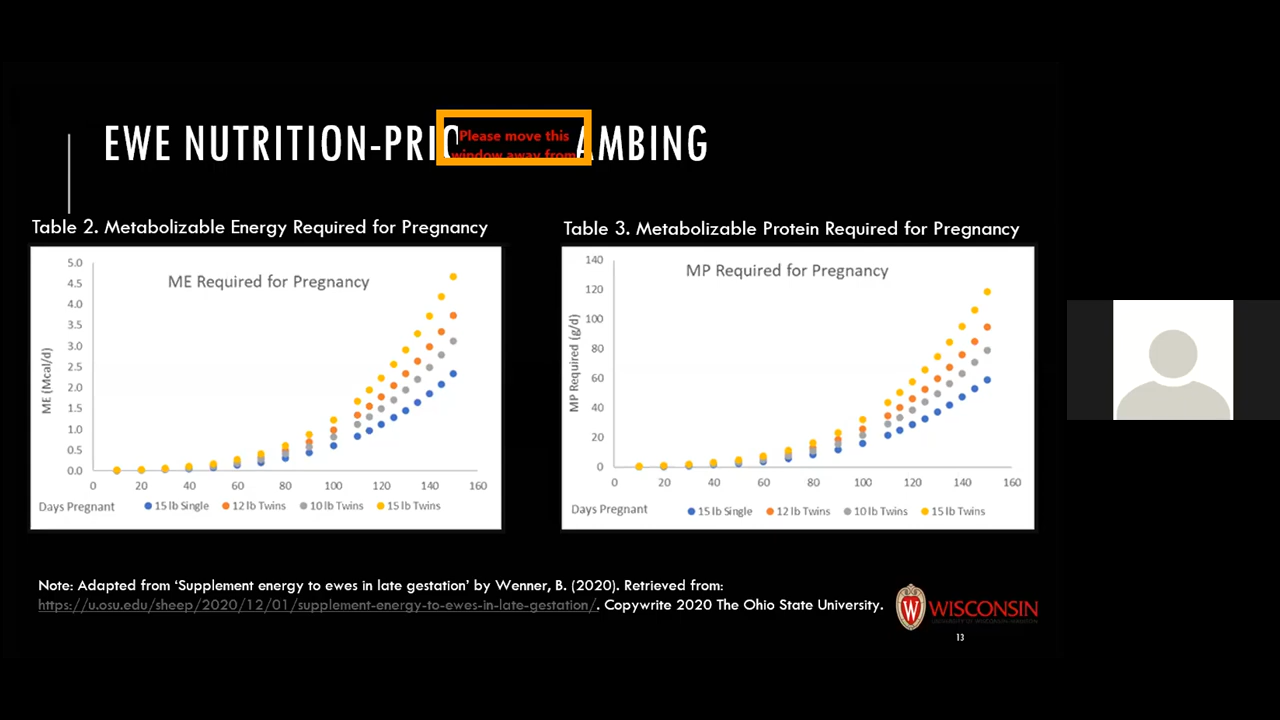 EWE NUTRITION-PRIO AMBING
Please move this
window away from
Table 2. Metabolizable Energy Required for Pregnancy
ME Required for Pregnancy
ME (Mcal/d)
5.0
4.5
4.0
3.5
3.0
2.5
2.0
1.5
1.0
0.5
0.0
0 20 40 60 80 100 120 140 160
Days Pregnant
15 lb Single 12 lb Twins 10 lb Twins 15 lb Twins
Table 3. Metabolizable Protein Required for Pregnancy
MP Required for Pregnancy
MP Required (g/d)
140
120
100
80
60
40
20
0
0 20 40 60 80 100 120 140 160
Days Pregnant
15 lb Single 12 lb Twins 10 lb Twins 15 lb Twins
Note: Adapted from ‘Supplement energy to ewes in late gestation’ by Wenner, B. (2020). Retrieved from:
https://u.osu.edu/sheep/2020/12/01/supplement-energy-to-ewes-in-late-gestation/. Copywrite 2020 The Ohio State University.
W WISCONSIN
UNIVERSITY OF WISCONSIN-MADISON
13